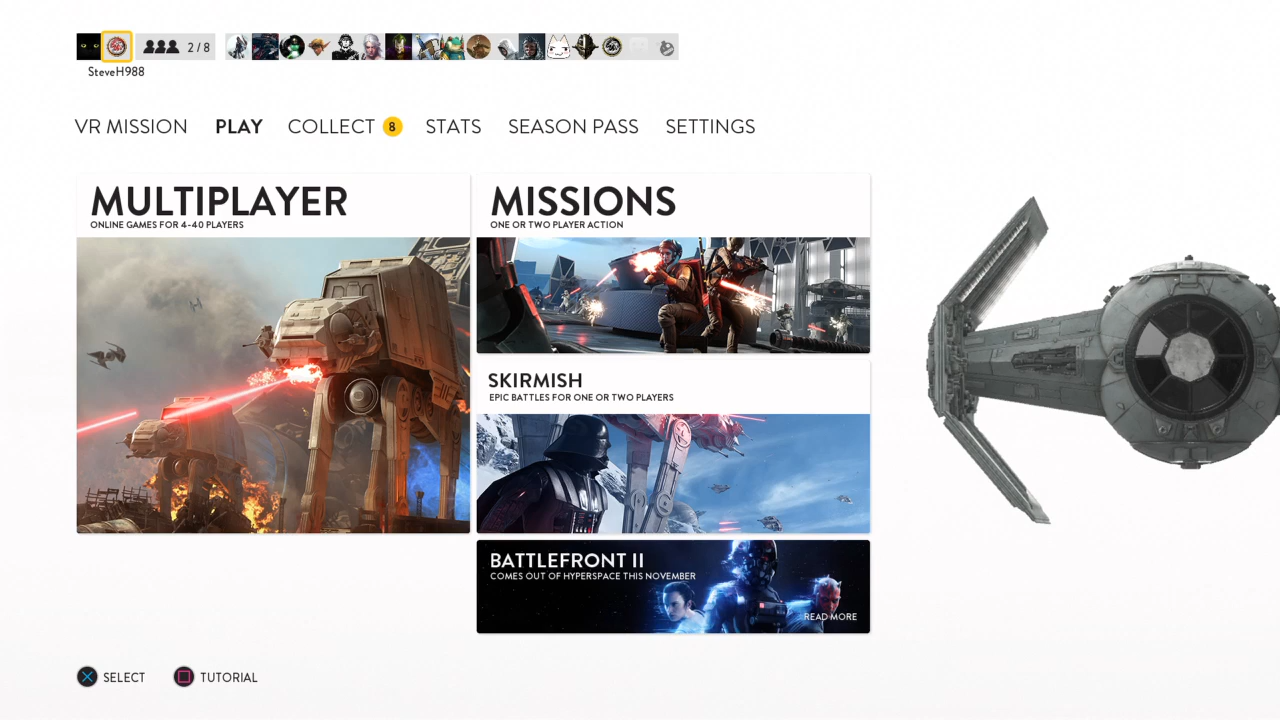 2 / 8
SteveH988
VR MISSION PLAY COLLECT 8 STATS SEASON PASS SETTINGS
MULTIPLAYER
ONLINE GAMES FOR 4-40 PLAYERS
MISSIONS
ONE OR TWO PLAYER ACTION
SKIRMISH
EPIC BATTLES FOR ONE OR TWO PLAYERS
BATTLEFRONT II
COMES OUT OF HYPERSPACE THIS NOVEMBER
READ MORE
SELECT TUTORIAL